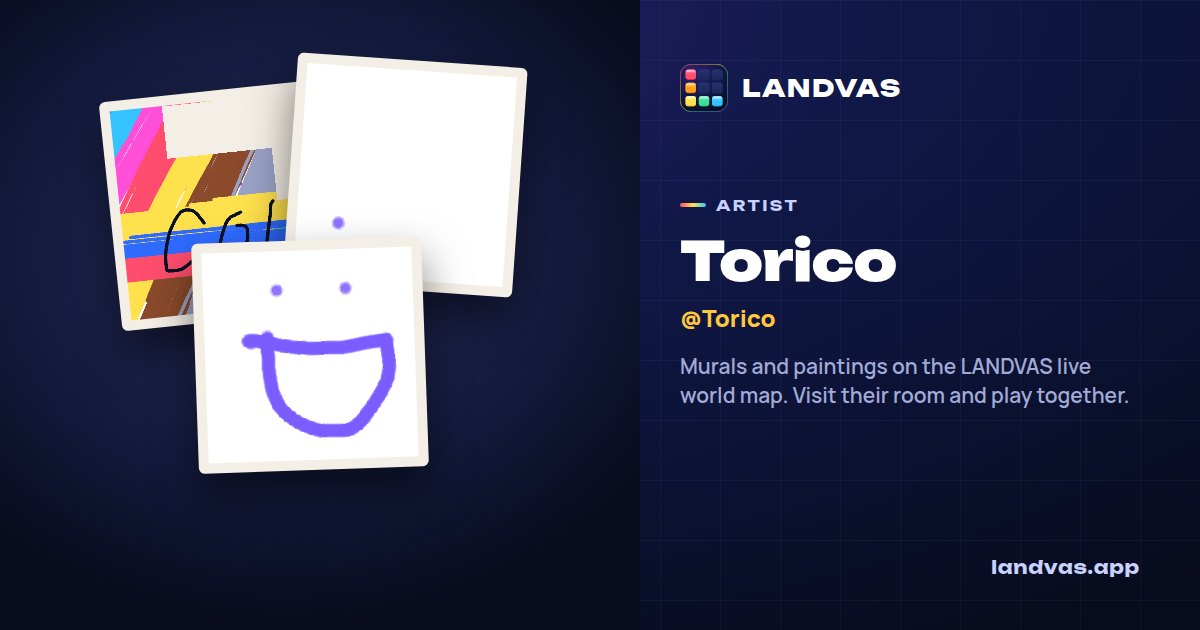 LANDVAS
ARTIST
Torico
@Torico
Murals and paintings on the LANDVAS live
world map. Visit their room and play together.
landvas.app